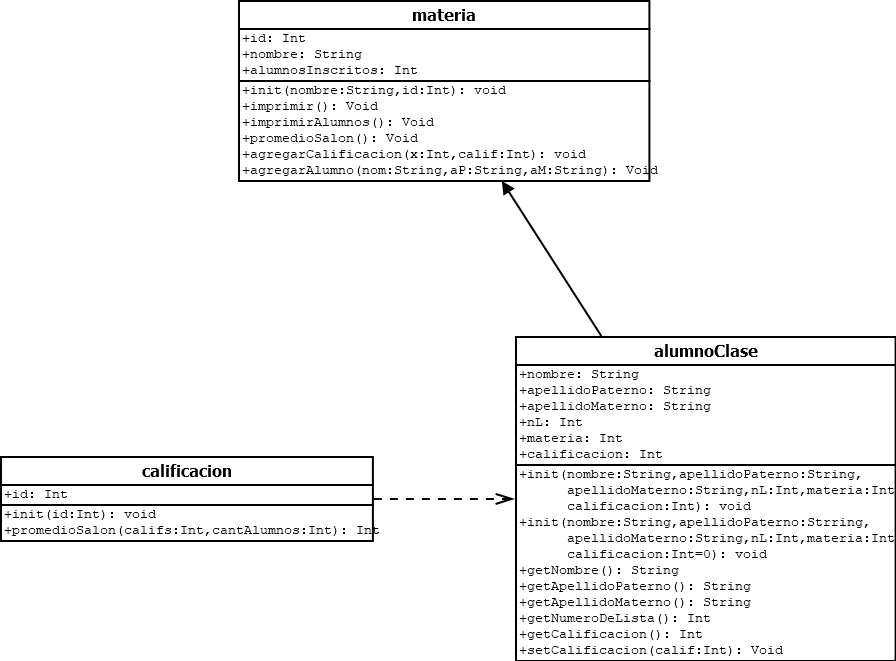 materia
+id: Int
+nombre: String
+alumnosInscritos: Int
+init(nombre:String,id:Int): void
+imprimir(): Void
+imprimirAlumnos(): Void
+promedioSalon(): Void
+agregarCalificacion(x:Int,calif:Int): void
+agregarAlumno(nom:String,aP:String,aM:String): Void
alumnoClase
+nombre: String
+apellidoPaterno: String
+apellidoMaterno: String
+nL: Int
+materia: Int
+calificacion: Int
+init(nombre:String,apellidoPaterno:String,
apellidoMaterno:String,nL:Int,materia:Int
calificacion:Int): void
+init(nombre:String,apellidoPaterno:Strring,
apellidoMaterno:String,nL:Int,materia:Int
calificacion:Int=0): void
+getNombre(): String
+getApellidoPaterno(): String
+getApellidoMaterno(): String
+getNumeroDeLista(): Int
+getCalificacion(): Int
+setCalificacion(calif:Int): Void
calificacion
+id: Int
+init(id:Int): void
+promedioSalon(califs:Int,cantAlumnos:Int): Int